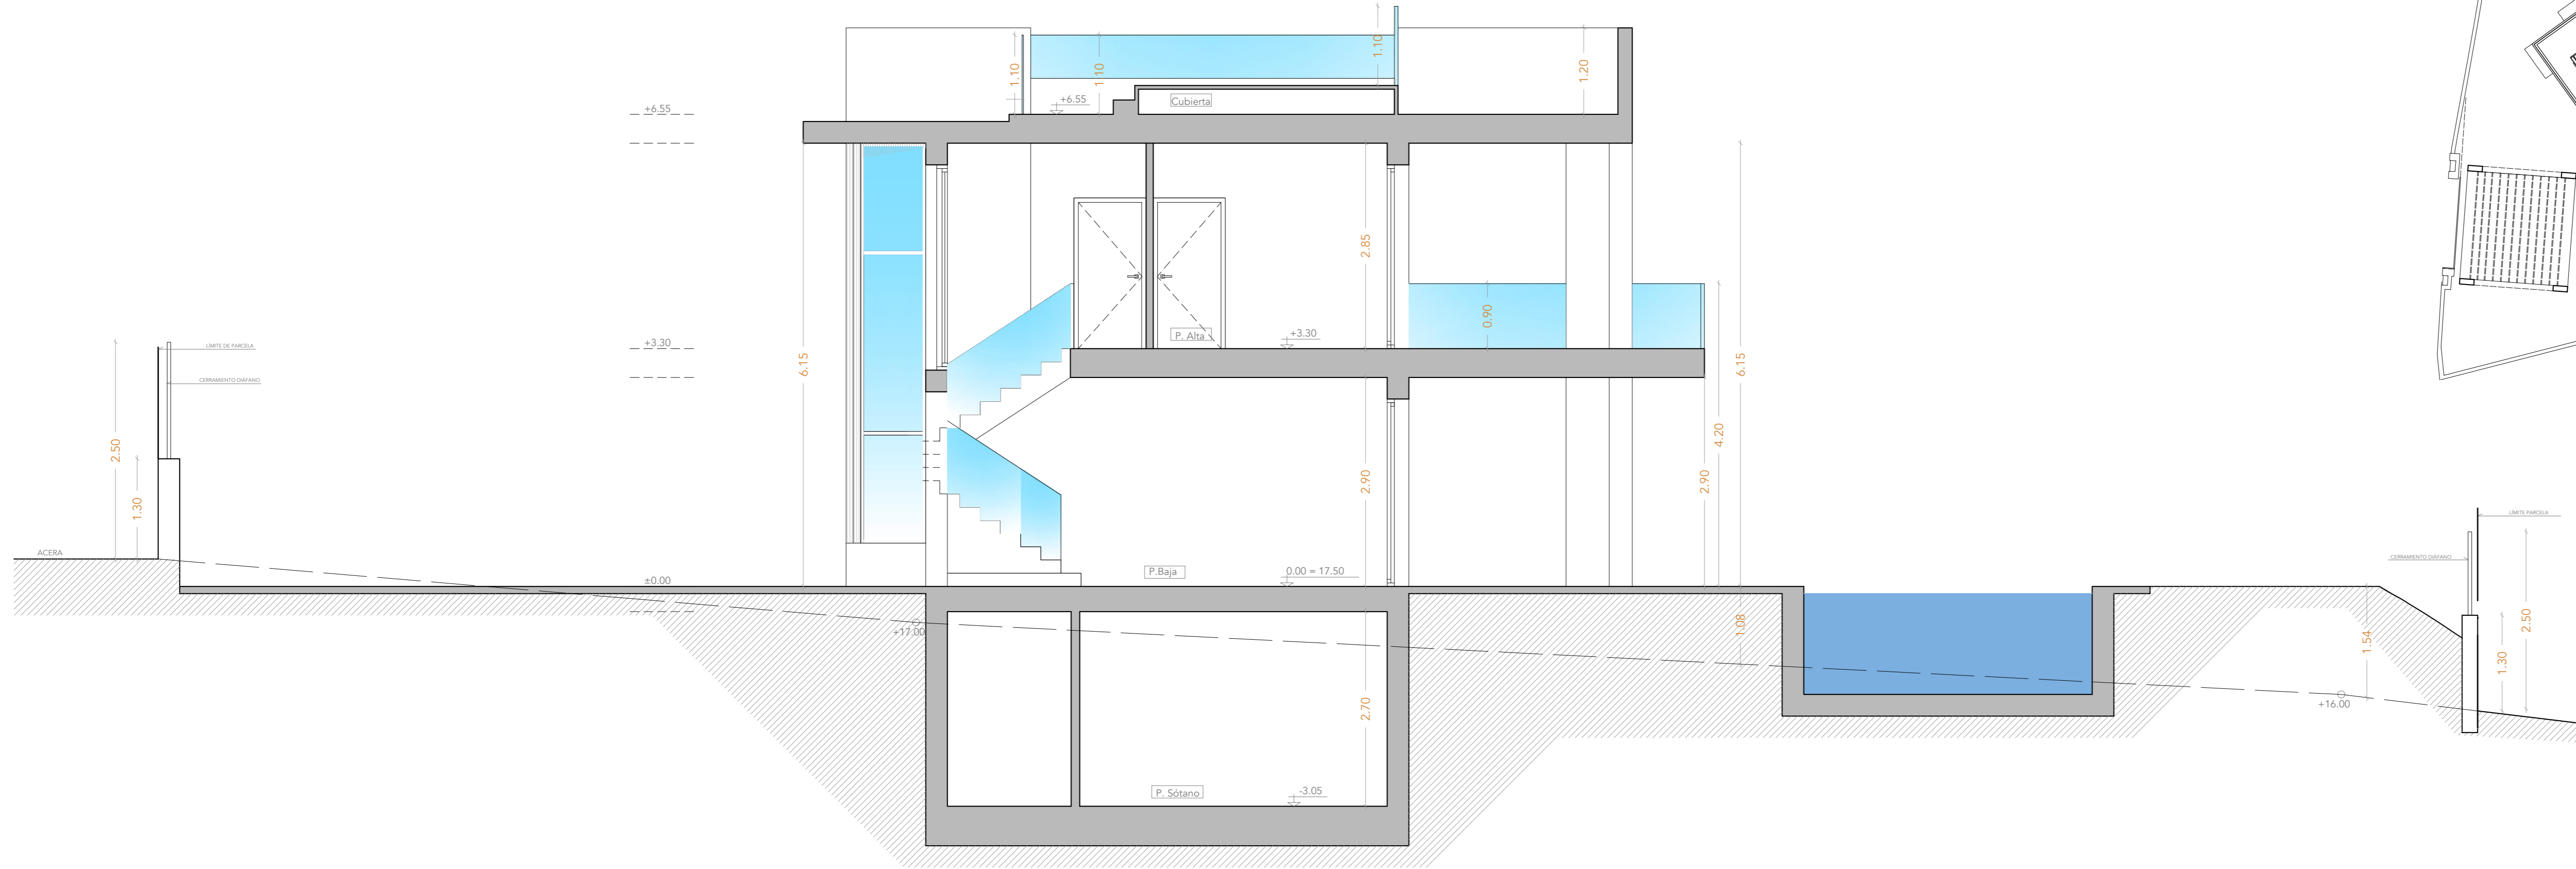 1.10
1.10
1.10
1.20
+6.55
+6.55
Cubierta
2.85
+3.30
P. Alta
+3.30
0.90
6.15
6.15
LÍMITE DE PARCELA
CERRAMIENTO DIÁFANO
2.50
1.30
4.20
2.90
2.90
ACERA
±0.00
P.Baja
0.00 = 17.50
LÍMITE PARCELA
CERRAMIENTO DIÁFANO
+17.00
1.08
1.54
2.50
1.30
+16.00
2.70
P. Sótano
-3.05